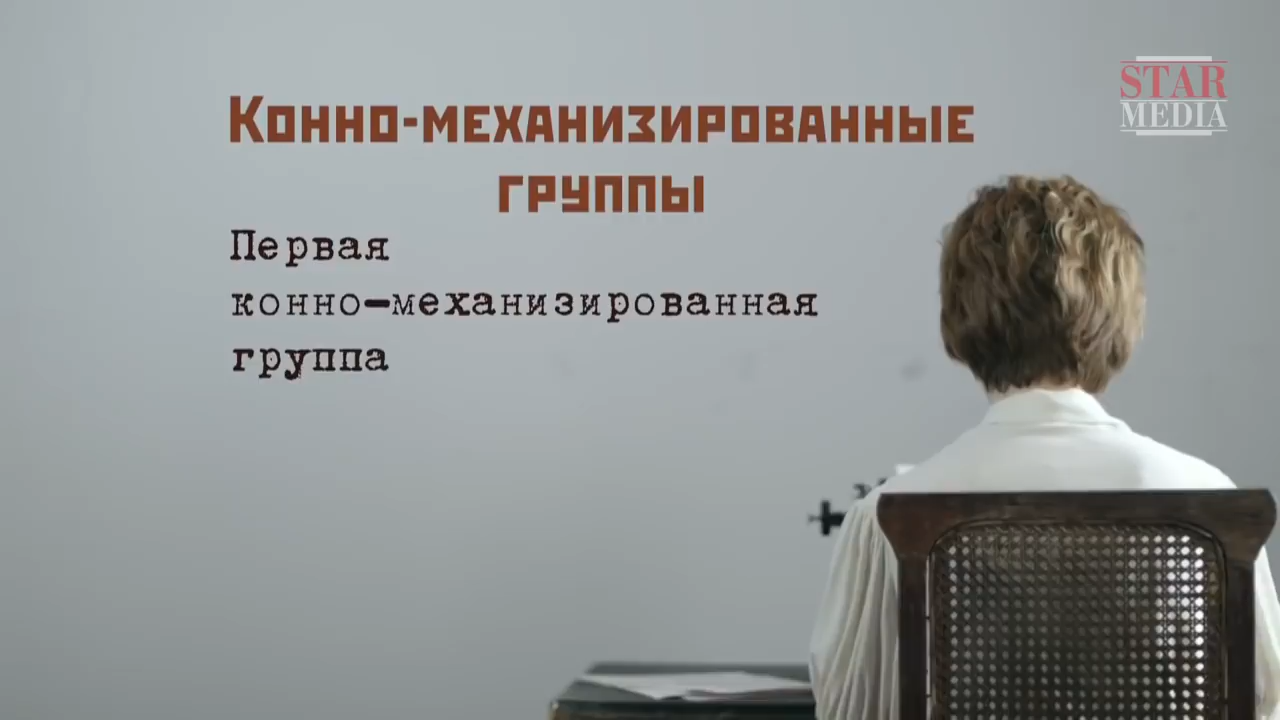 STAR
MEDIA
Конно-механизированные
группы
Первая
конно-механизированная
группа